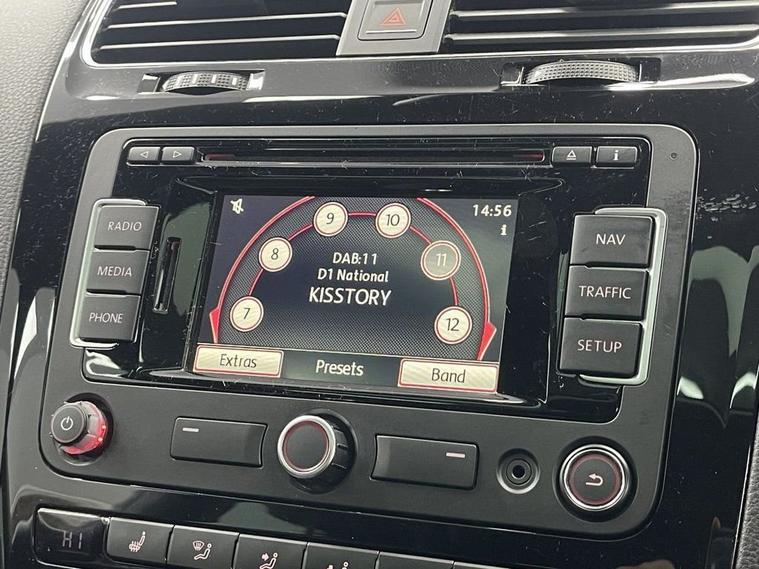 i
RADIO
MEDIA
PHONE
NAV
TRAFFIC
SETUP
14:56
i
7
8
9
10
11
12
DAB:11
D1 National
KISSTORY
Extras
Presets
Band
HI